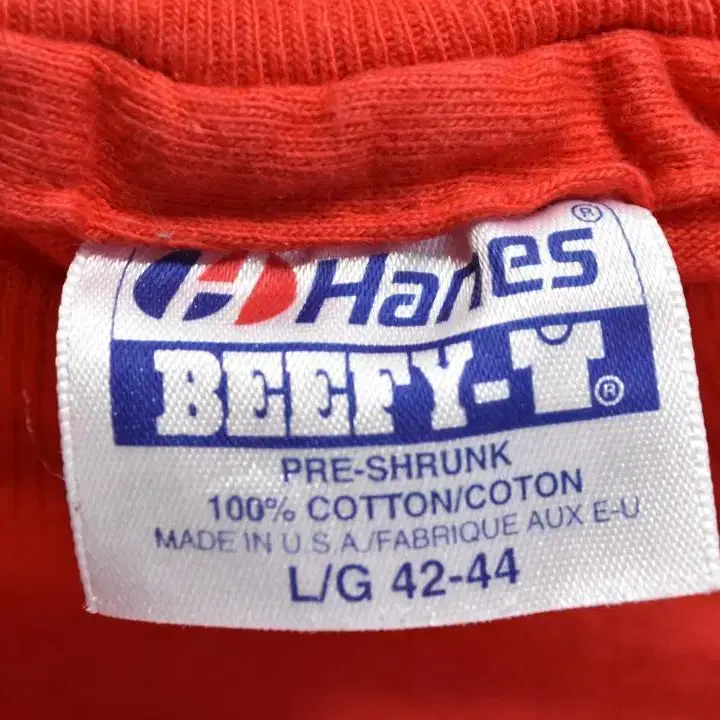 Hanes®
BEEFY-T®
PRE-SHRUNK
100% COTTON/COTON
MADE IN U.S.A./FABRIQUE AUX E-U
L/G 42-44